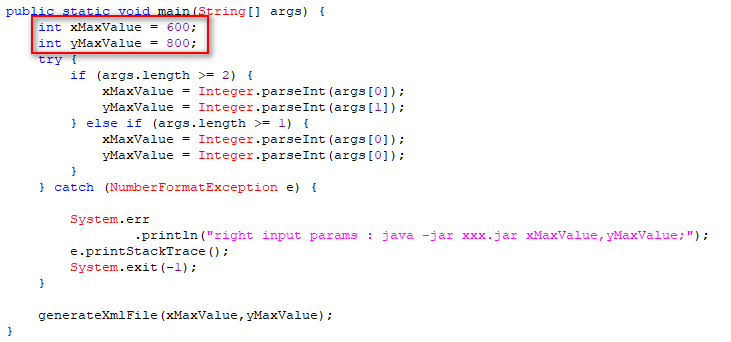 public static void main(String[] args) {
    int xMaxValue = 600;
    int yMaxValue = 800;
    try {
        if (args.length >= 2) {
            xMaxValue = Integer.parseInt(args[0]);
            yMaxValue = Integer.parseInt(args[1]);
        } else if (args.length >= 1) {
            xMaxValue = Integer.parseInt(args[0]);
            yMaxValue = Integer.parseInt(args[0]);
        }
    } catch (NumberFormatException e) {
        System.err
                .println("right input params : java -jar xxx.jar xMaxValue,yMaxValue;");
        e.printStackTrace();
        System.exit(-1);
    }
    generateXmlFile(xMaxValue,yMaxValue);
}